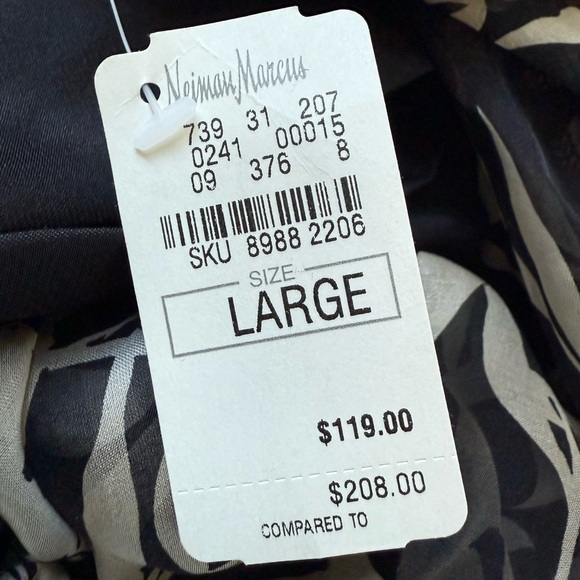 Neiman Marcus
739 31 207
0241 00015
09 376 8
SKU 8988 2206
SIZE
LARGE
$119.00
$208.00
COMPARED TO